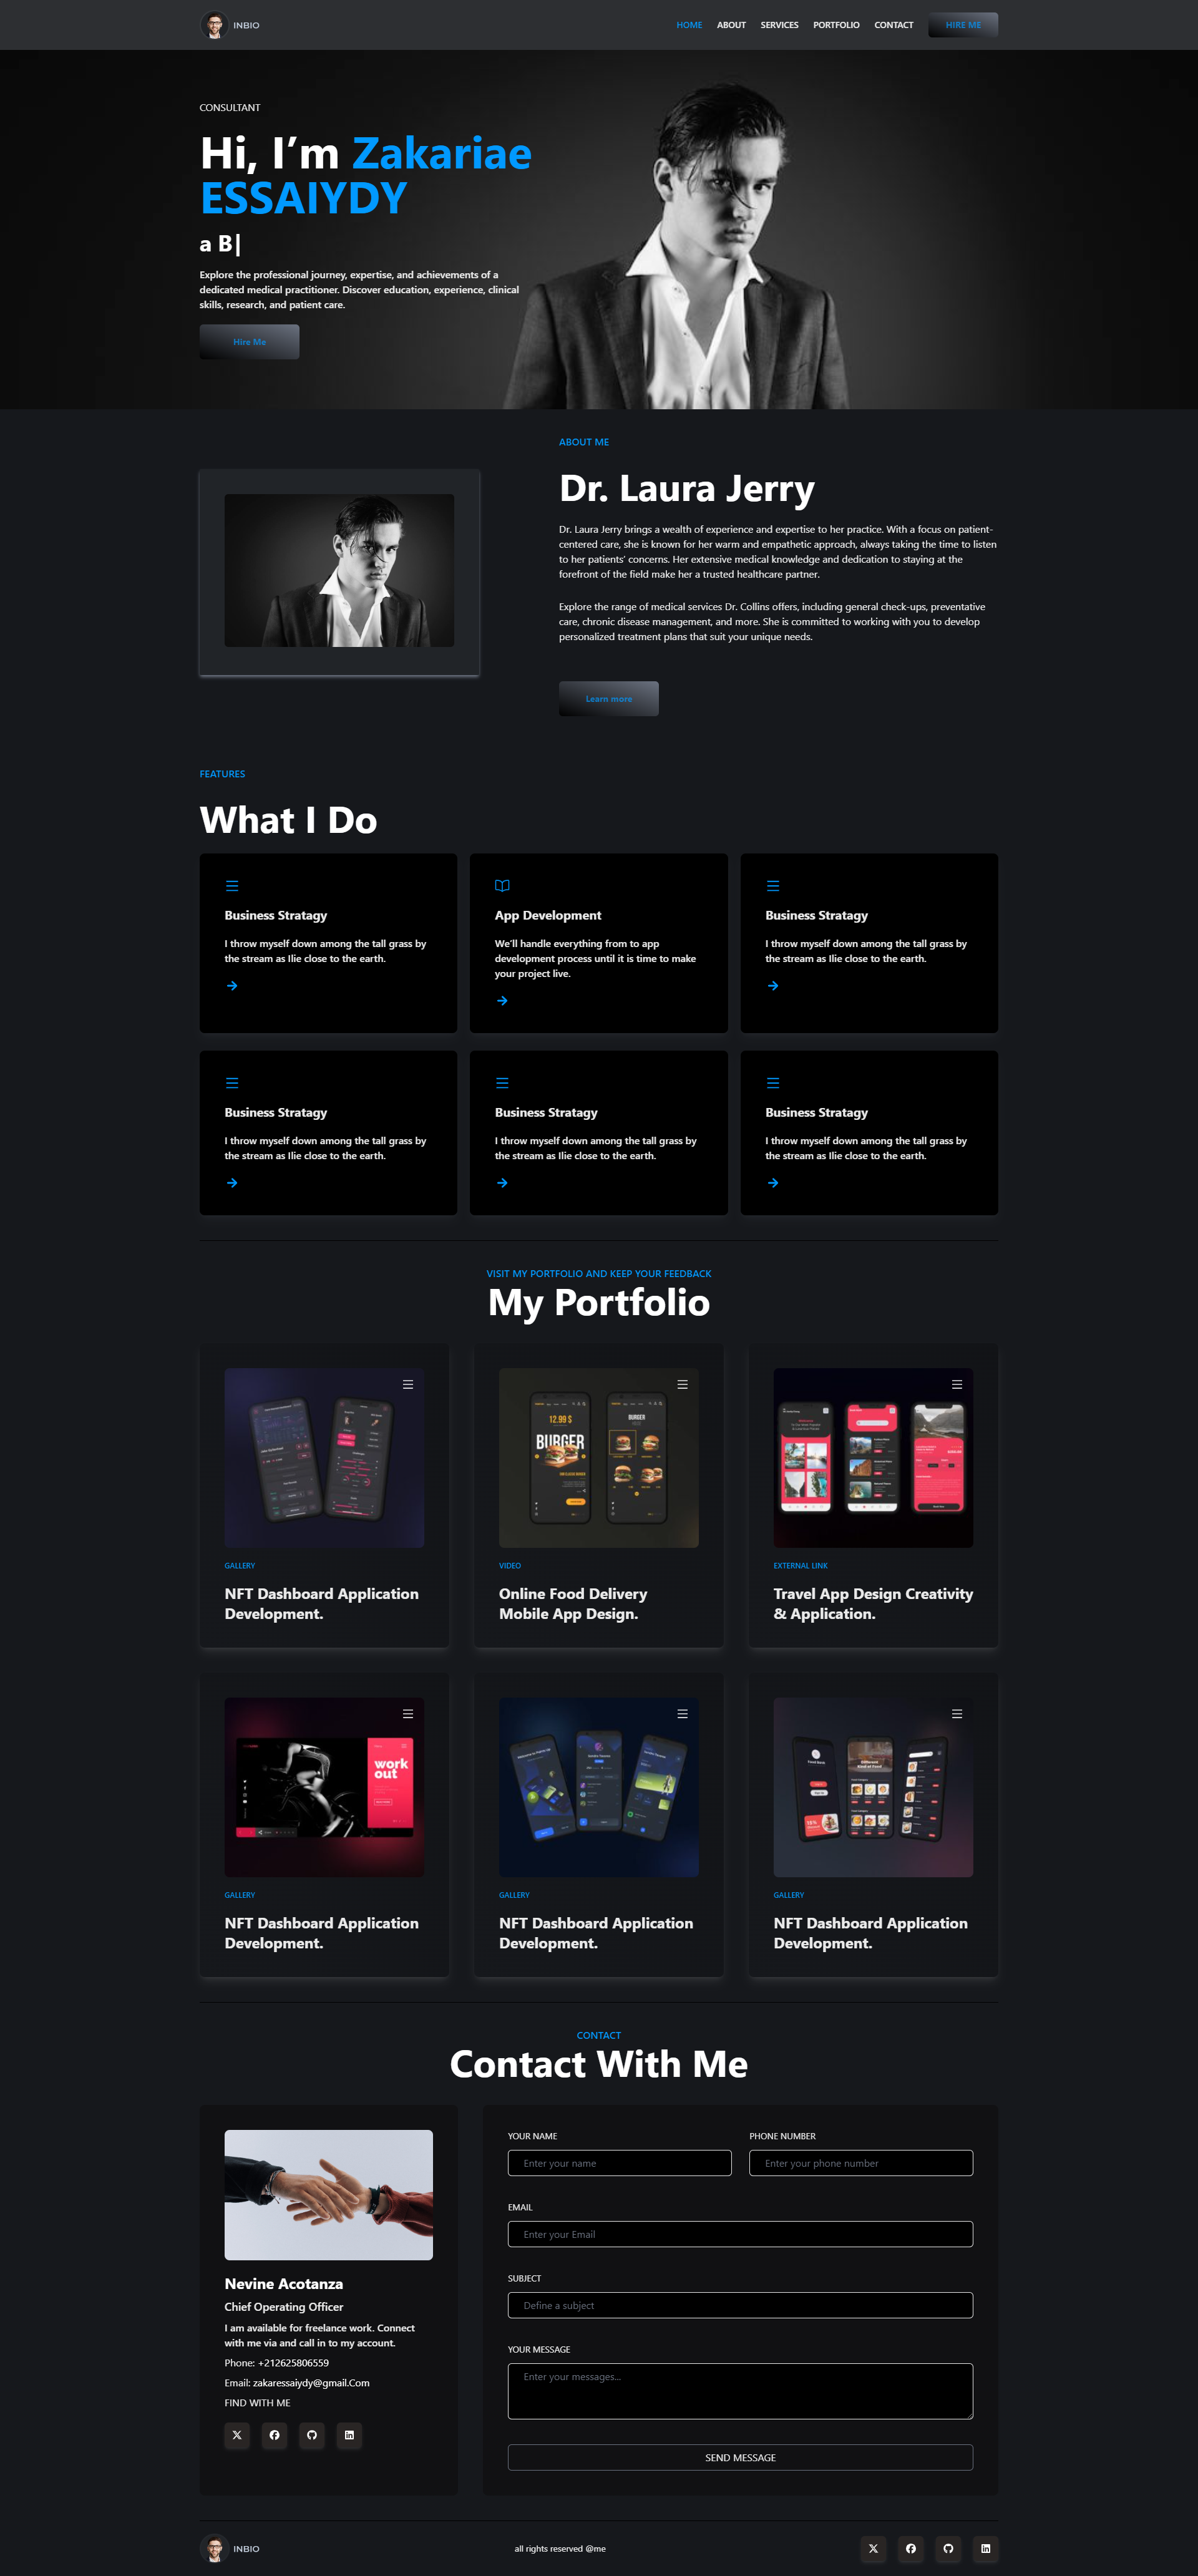 INBIO
HOME ABOUT SERVICES PORTFOLIO CONTACT HIRE ME
CONSULTANT
Hi, I’m Zakariae
ESSAIYDY
a B|
Explore the professional journey, expertise, and achievements of a
dedicated medical practitioner. Discover education, experience, clinical
skills, research, and patient care.
Hire Me
ABOUT ME
Dr. Laura Jerry
Dr. Laura Jerry brings a wealth of experience and expertise to her practice. With a focus on patient-
centered care, she is known for her warm and empathetic approach, always taking the time to listen
to her patients’ concerns. Her extensive medical knowledge and dedication to staying at the
forefront of the field make her a trusted healthcare partner.
Explore the range of medical services Dr. Collins offers, including general check-ups, preventative
care, chronic disease management, and more. She is committed to working with you to develop
personalized treatment plans that suit your unique needs.
Learn more
FEATURES
What I Do
Business Stratagy
I throw myself down among the tall grass by
the stream as Ilie close to the earth.
App Development
We'll handle everything from to app
development process until it is time to make
your project live.
Business Stratagy
I throw myself down among the tall grass by
the stream as Ilie close to the earth.
Business Stratagy
I throw myself down among the tall grass by
the stream as Ilie close to the earth.
Business Stratagy
I throw myself down among the tall grass by
the stream as Ilie close to the earth.
Business Stratagy
I throw myself down among the tall grass by
the stream as Ilie close to the earth.
VISIT MY PORTFOLIO AND KEEP YOUR FEEDBACK
My Portfolio
GALLERY
NFT Dashboard Application
Development.
12.99 $
BURGER
BURGER
VIDEO
Online Food Delivery
Mobile App Design.
EXTERNAL LINK
Travel App Design Creativity
& Application.
work
out
GALLERY
NFT Dashboard Application
Development.
GALLERY
NFT Dashboard Application
Development.
GALLERY
NFT Dashboard Application
Development.
CONTACT
Contact With Me
Nevine Acotanza
Chief Operating Officer
I am available for freelance work. Connect
with me via and call in to my account.
Phone: +212625806559
Email: zakaressaiydy@gmail.Com
FIND WITH ME
YOUR NAME
Enter your name
PHONE NUMBER
Enter your phone number
EMAIL
Enter your Email
SUBJECT
Define a subject
YOUR MESSAGE
Enter your messages...
SEND MESSAGE
INBIO
all rights reserved @me